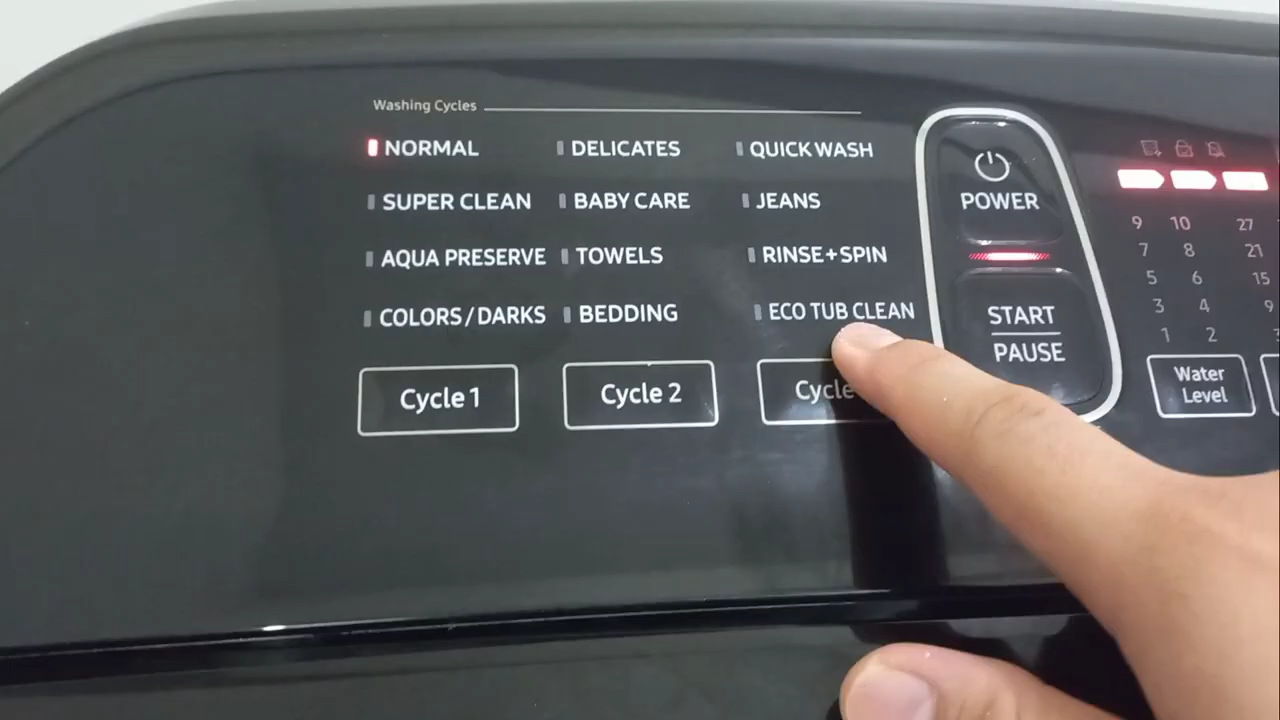 Washing Cycles
NORMAL
DELICATES
QUICK WASH
SUPER CLEAN
BABY CARE
JEANS
AQUA PRESERVE
TOWELS
RINSE+SPIN
COLORS/DARKS
BEDDING
ECO TUB CLEAN
Cycle 1
Cycle 2
Cycle
POWER
START
PAUSE
9 10 27
7 8 21
5 6 15
3 4 9
1 2
Water
Level